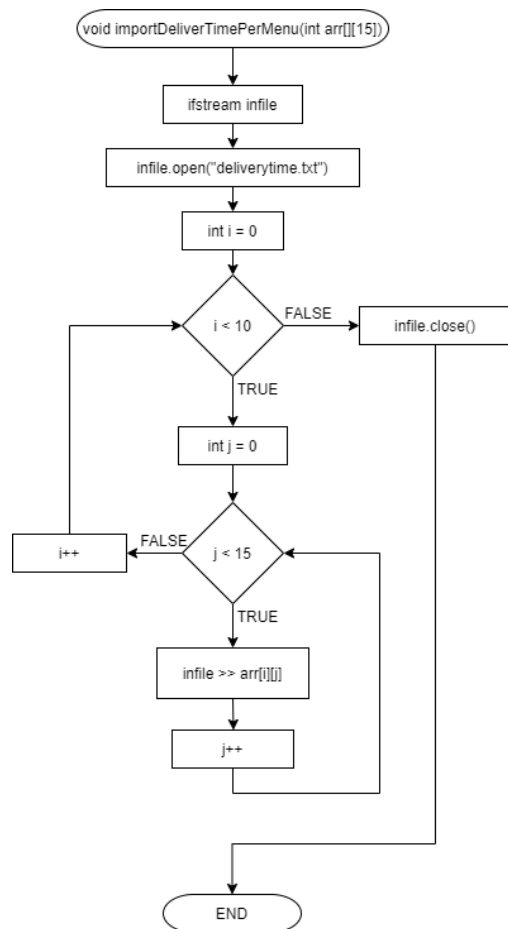 void importDeliverTimePerMenu(int arr[][15])
ifstream infile
infile.open("deliverytime.txt")
int i = 0
i < 10
FALSE
infile.close()
TRUE
int j = 0
j < 15
FALSE
i++
TRUE
infile >> arr[i][j]
j++
END